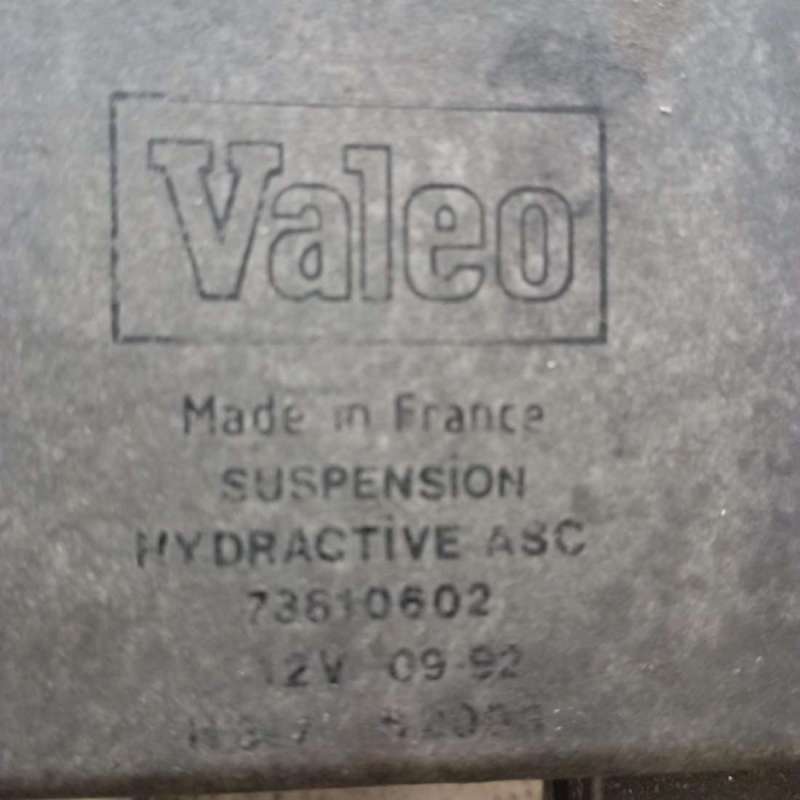 Valeo
Made in France
SUSPENSION
HYDRACTIVE ASC
73610602
12V 09-92